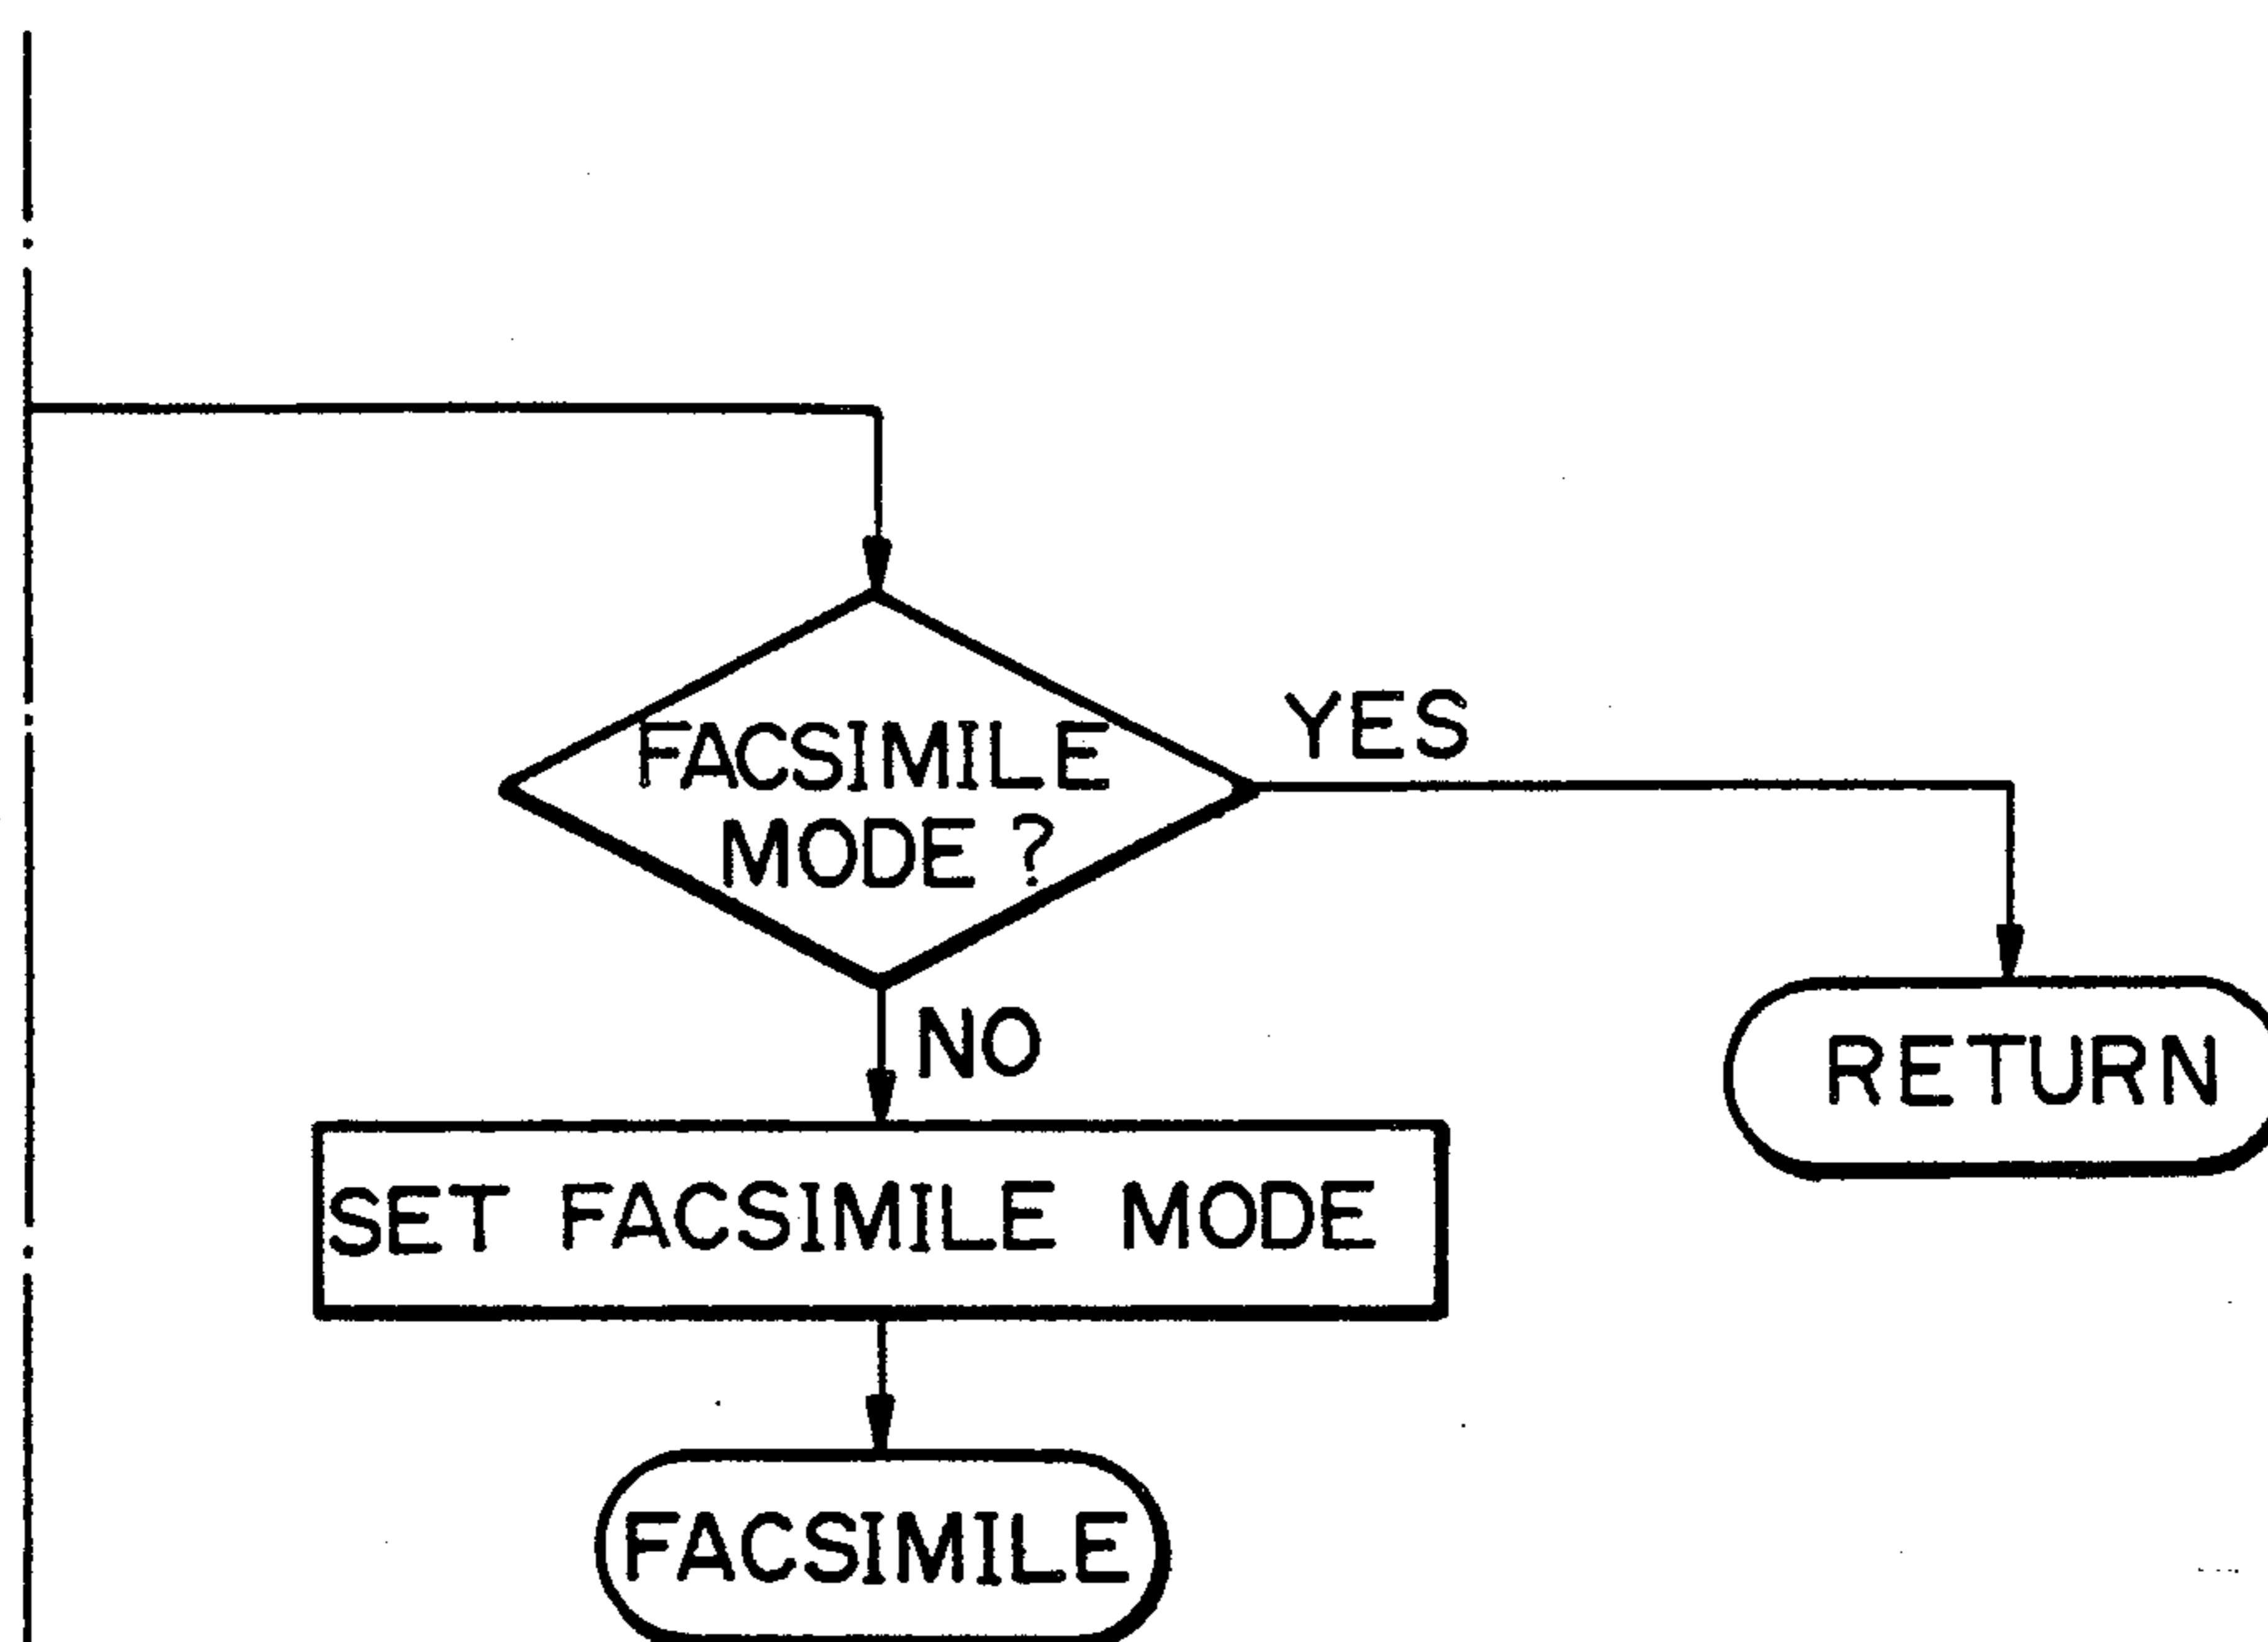 FACSIMILE
MODE ?
YES
NO
RETURN
SET FACSIMILE MODE
FACSIMILE